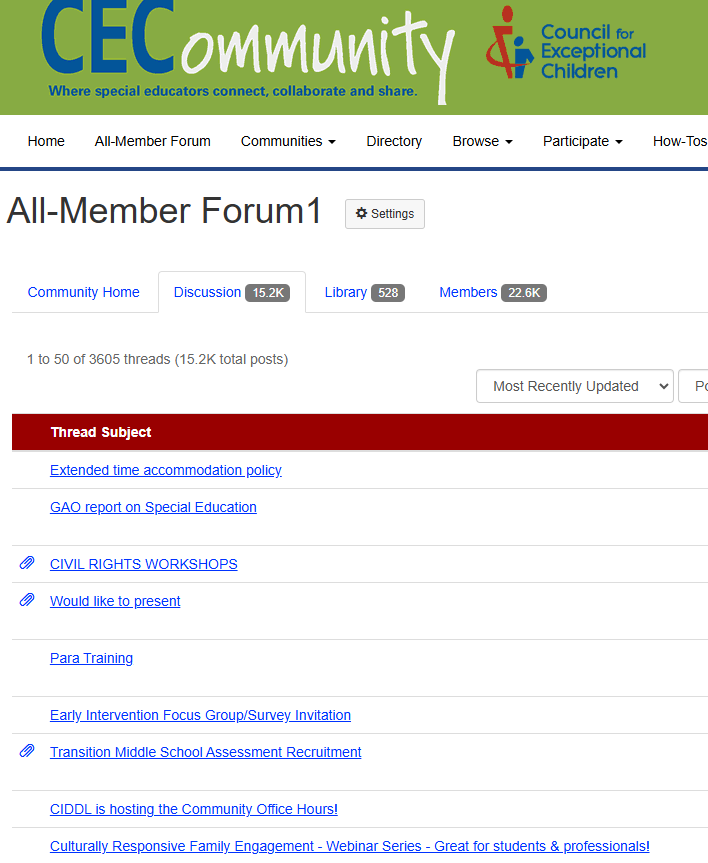 CECommunity
Council for
Exceptional
Children
Where special educators connect, collaborate and share.
Home All-Member Forum Communities Directory Browse Participate How-Tos
All-Member Forum1 Settings
Community Home Discussion 15.2K Library 528 Members 22.6K
1 to 50 of 3605 threads (15.2K total posts)
Most Recently Updated
Thread Subject
Extended time accommodation policy
GAO report on Special Education
CIVIL RIGHTS WORKSHOPS
Would like to present
Para Training
Early Intervention Focus Group/Survey Invitation
Transition Middle School Assessment Recruitment
CIDDL is hosting the Community Office Hours!
Culturally Responsive Family Engagement - Webinar Series - Great for students & professionals!